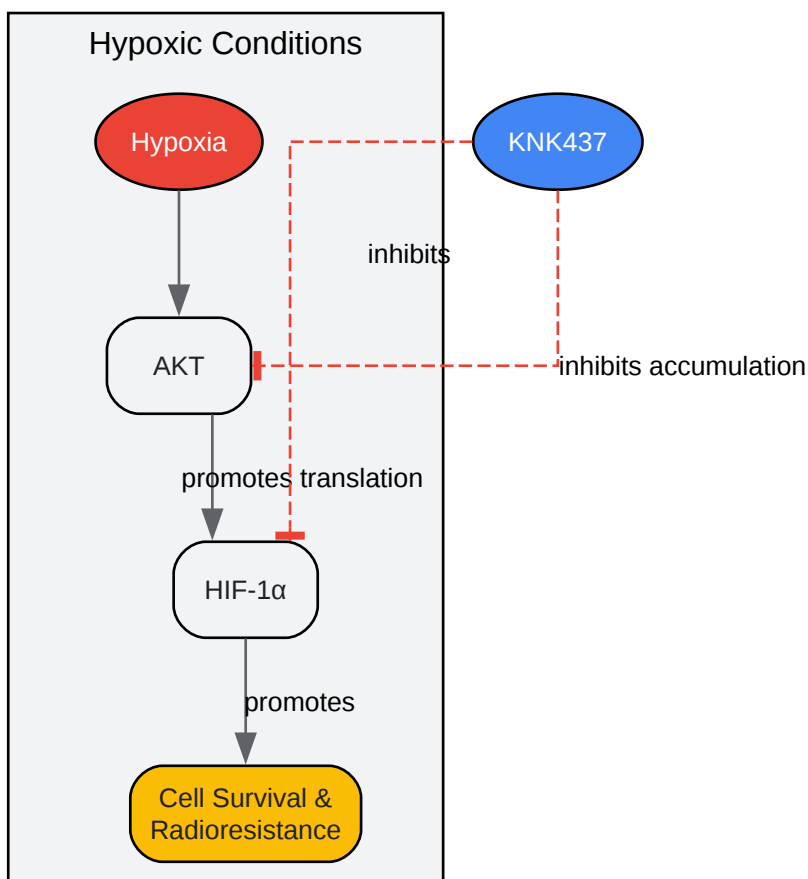 Hypoxic Conditions
Hypoxia
KNK437
inhibits
AKT
inhibits accumulation
promotes translation
HIF-1α
promotes
Cell Survival &
Radioresistance